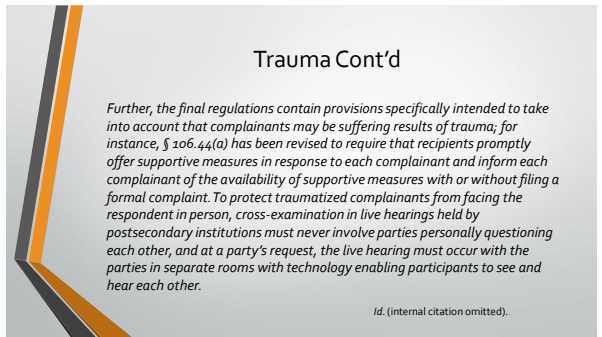 Trauma Cont’d
Further, the final regulations contain provisions specifically intended to take
into account that complainants may be suffering results of trauma; for
instance, § 106.44(a) has been revised to require that recipients promptly
offer supportive measures in response to each complainant and inform each
complainant of the availability of supportive measures with or without filing a
formal complaint. To protect traumatized complainants from facing the
respondent in person, cross-examination in live hearings held by
postsecondary institutions must never involve parties personally questioning
each other, and at a party’s request, the live hearing must occur with the
parties in separate rooms with technology enabling participants to see and
hear each other.
Id. (internal citation omitted).